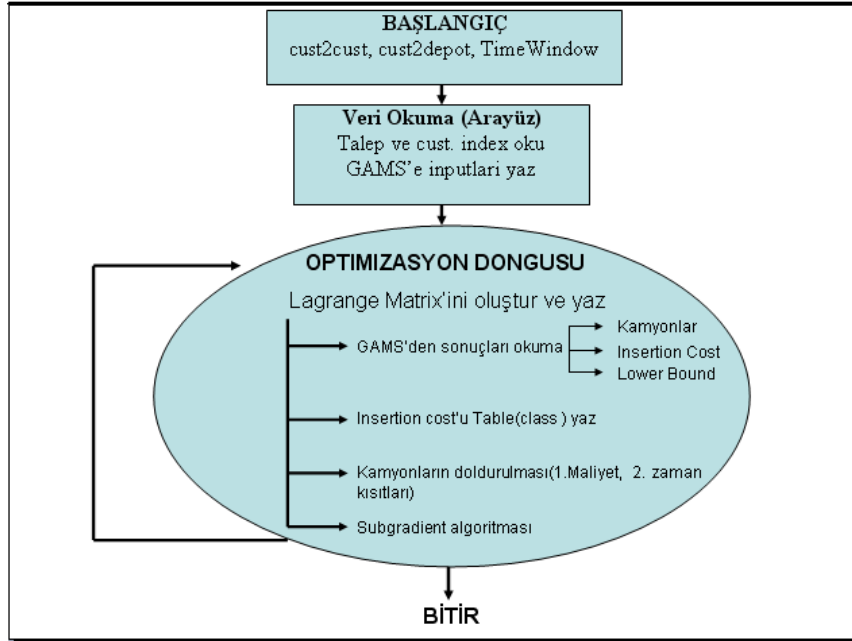 BAŞLANGIÇ
cust2cust, cust2depot, TimeWindow
Veri Okuma (Arayüz)
Talep ve cust. index oku
GAMS'e inputlari yaz
OPTIMIZASYON DONGUSU
Lagrange Matrix'ini oluştur ve yaz
GAMS'den sonuçları okuma
Kamyonlar
Insertion Cost
Lower Bound
Insertion cost'u Table(class ) yaz
Kamyonların doldurulması(1.Maliyet, 2. zaman
kısıtları)
Subgradient algoritması
BİTİR